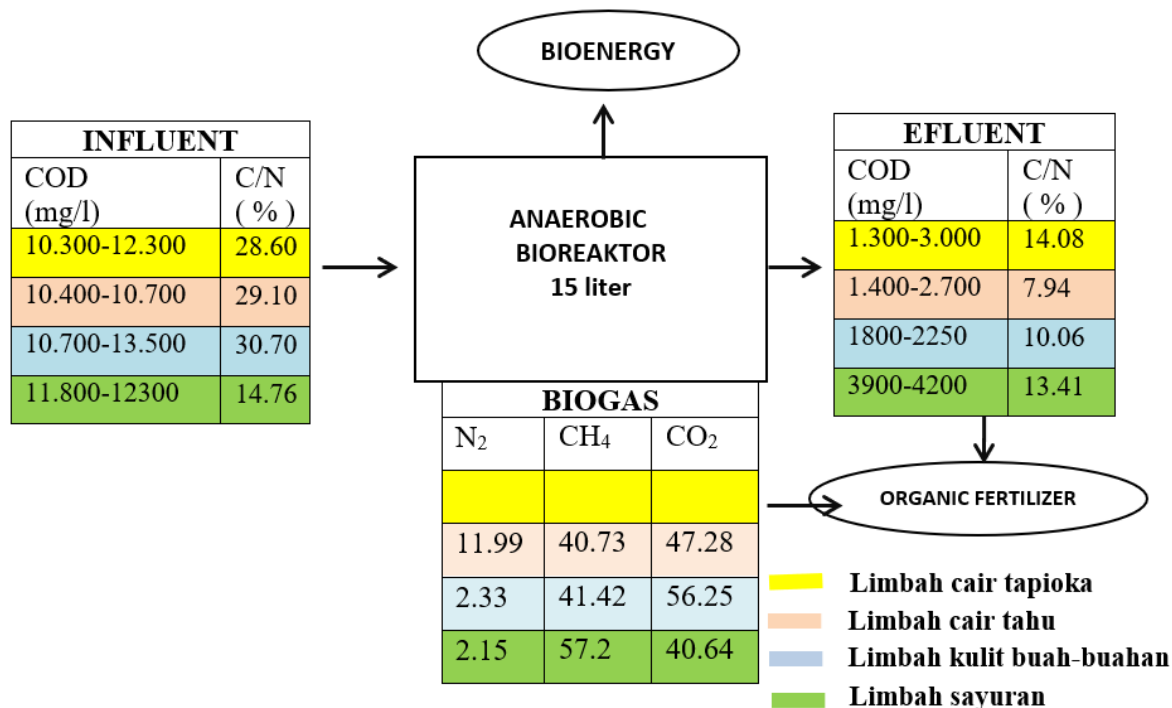 BIOENERGY
INFLUENT
COD
(mg/l)
C/N
( % )
10.300-12.300 28.60
10.400-10.700 29.10
10.700-13.500 30.70
11.800-12300 14.76
ANAEROBIC
BIOREAKTOR
15 liter
EFLUENT
COD
(mg/l)
C/N
( % )
1.300-3.000 14.08
1.400-2.700 7.94
1800-2250 10.06
3900-4200 13.41
BIOGAS
N₂ CH₄ CO₂
11.99 40.73 47.28
2.33 41.42 56.25
2.15 57.2 40.64
ORGANIC FERTILIZER
Limbah cair tapioka
Limbah cair tahu
Limbah kulit buah-buahan
Limbah sayuran